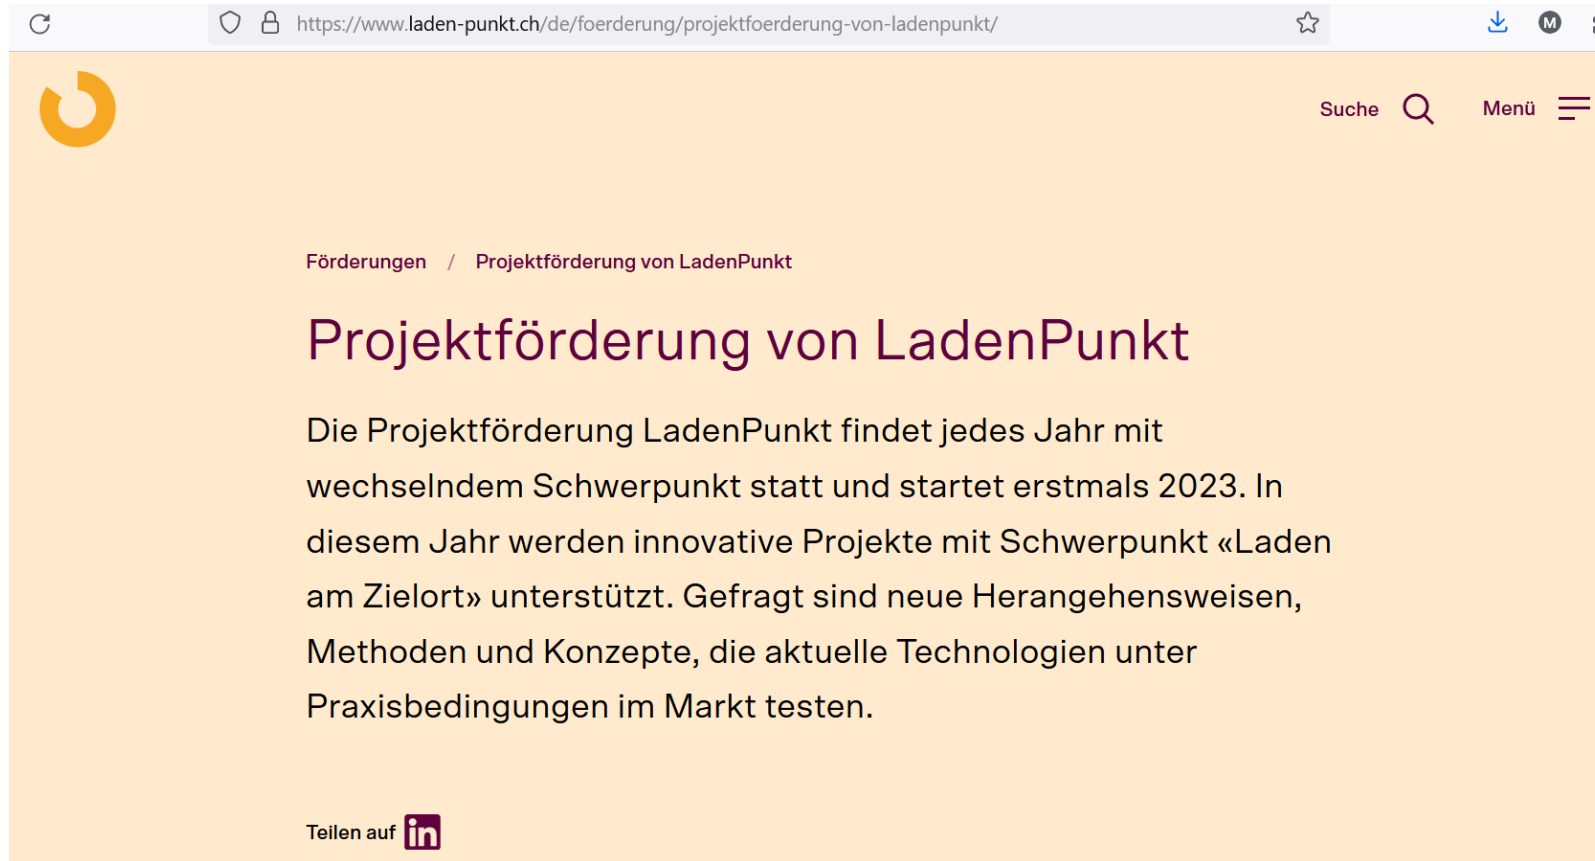 https://www.laden-punkt.ch/de/foerderung/projektfoerderung-von-ladenpunkt/
M
Suche
Menü
Förderungen / Projektförderung von LadenPunkt
Projektförderung von LadenPunkt
Die Projektförderung LadenPunkt findet jedes Jahr mit
wechselndem Schwerpunkt statt und startet erstmals 2023. In
diesem Jahr werden innovative Projekte mit Schwerpunkt «Laden
am Zielort» unterstützt. Gefragt sind neue Herangehensweisen,
Methoden und Konzepte, die aktuelle Technologien unter
Praxisbedingungen im Markt testen.
Teilen auf in